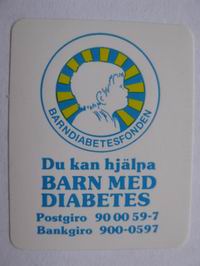 BARNDIABETESFONDEN
Du kan hjälpa
BARN MED
DIABETES
Postgiro 90 00 59-7
Bankgiro 900-0597